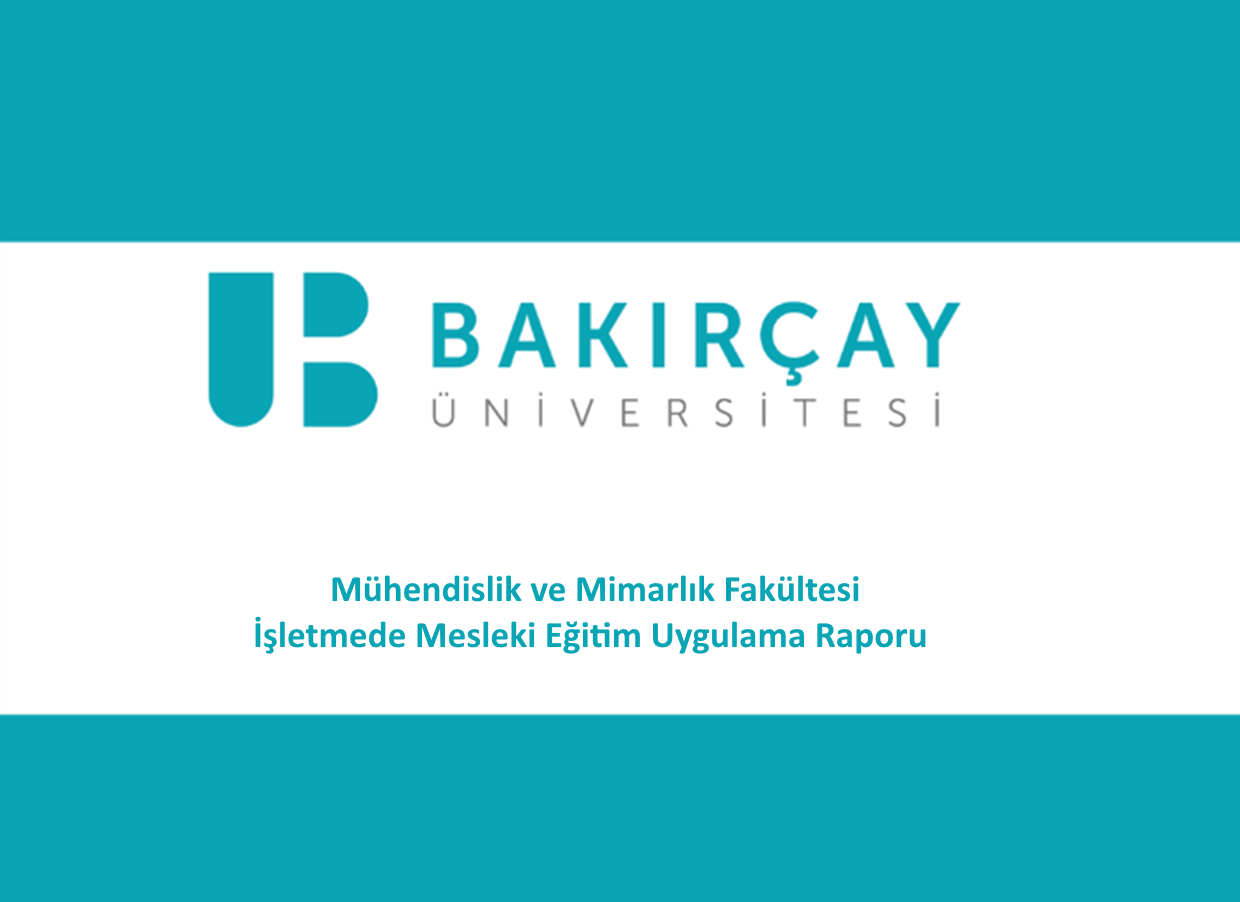 BAKIRÇAY
ÜNİVERSİTESİ
Mühendislik ve Mimarlık Fakültesi
İşletmede Mesleki Eğitim Uygulama Raporu